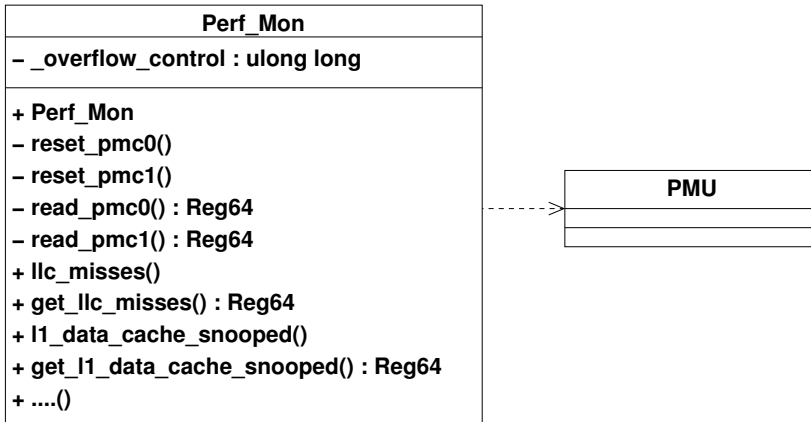 Perf_Mon
– _overflow_control : ulong long
+ Perf_Mon
– reset_pmc0()
– reset_pmc1()
– read_pmc0() : Reg64
– read_pmc1() : Reg64
+ llc_misses()
+ get_llc_misses() : Reg64
+ l1_data_cache_snooped()
+ get_l1_data_cache_snooped() : Reg64
+ ....()
PMU